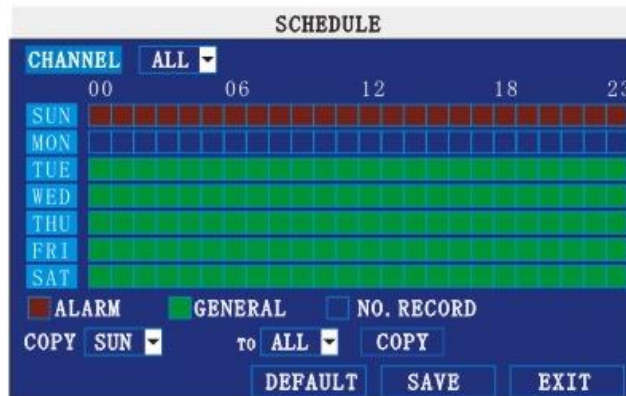 SCHEDULE
CHANNEL ALL
00 06 12 18 23
SUN
MON
TUE
WED
THU
FRI
SAT
ALARM GENERAL NO. RECORD
COPY SUN TO ALL COPY
DEFAULT SAVE EXIT